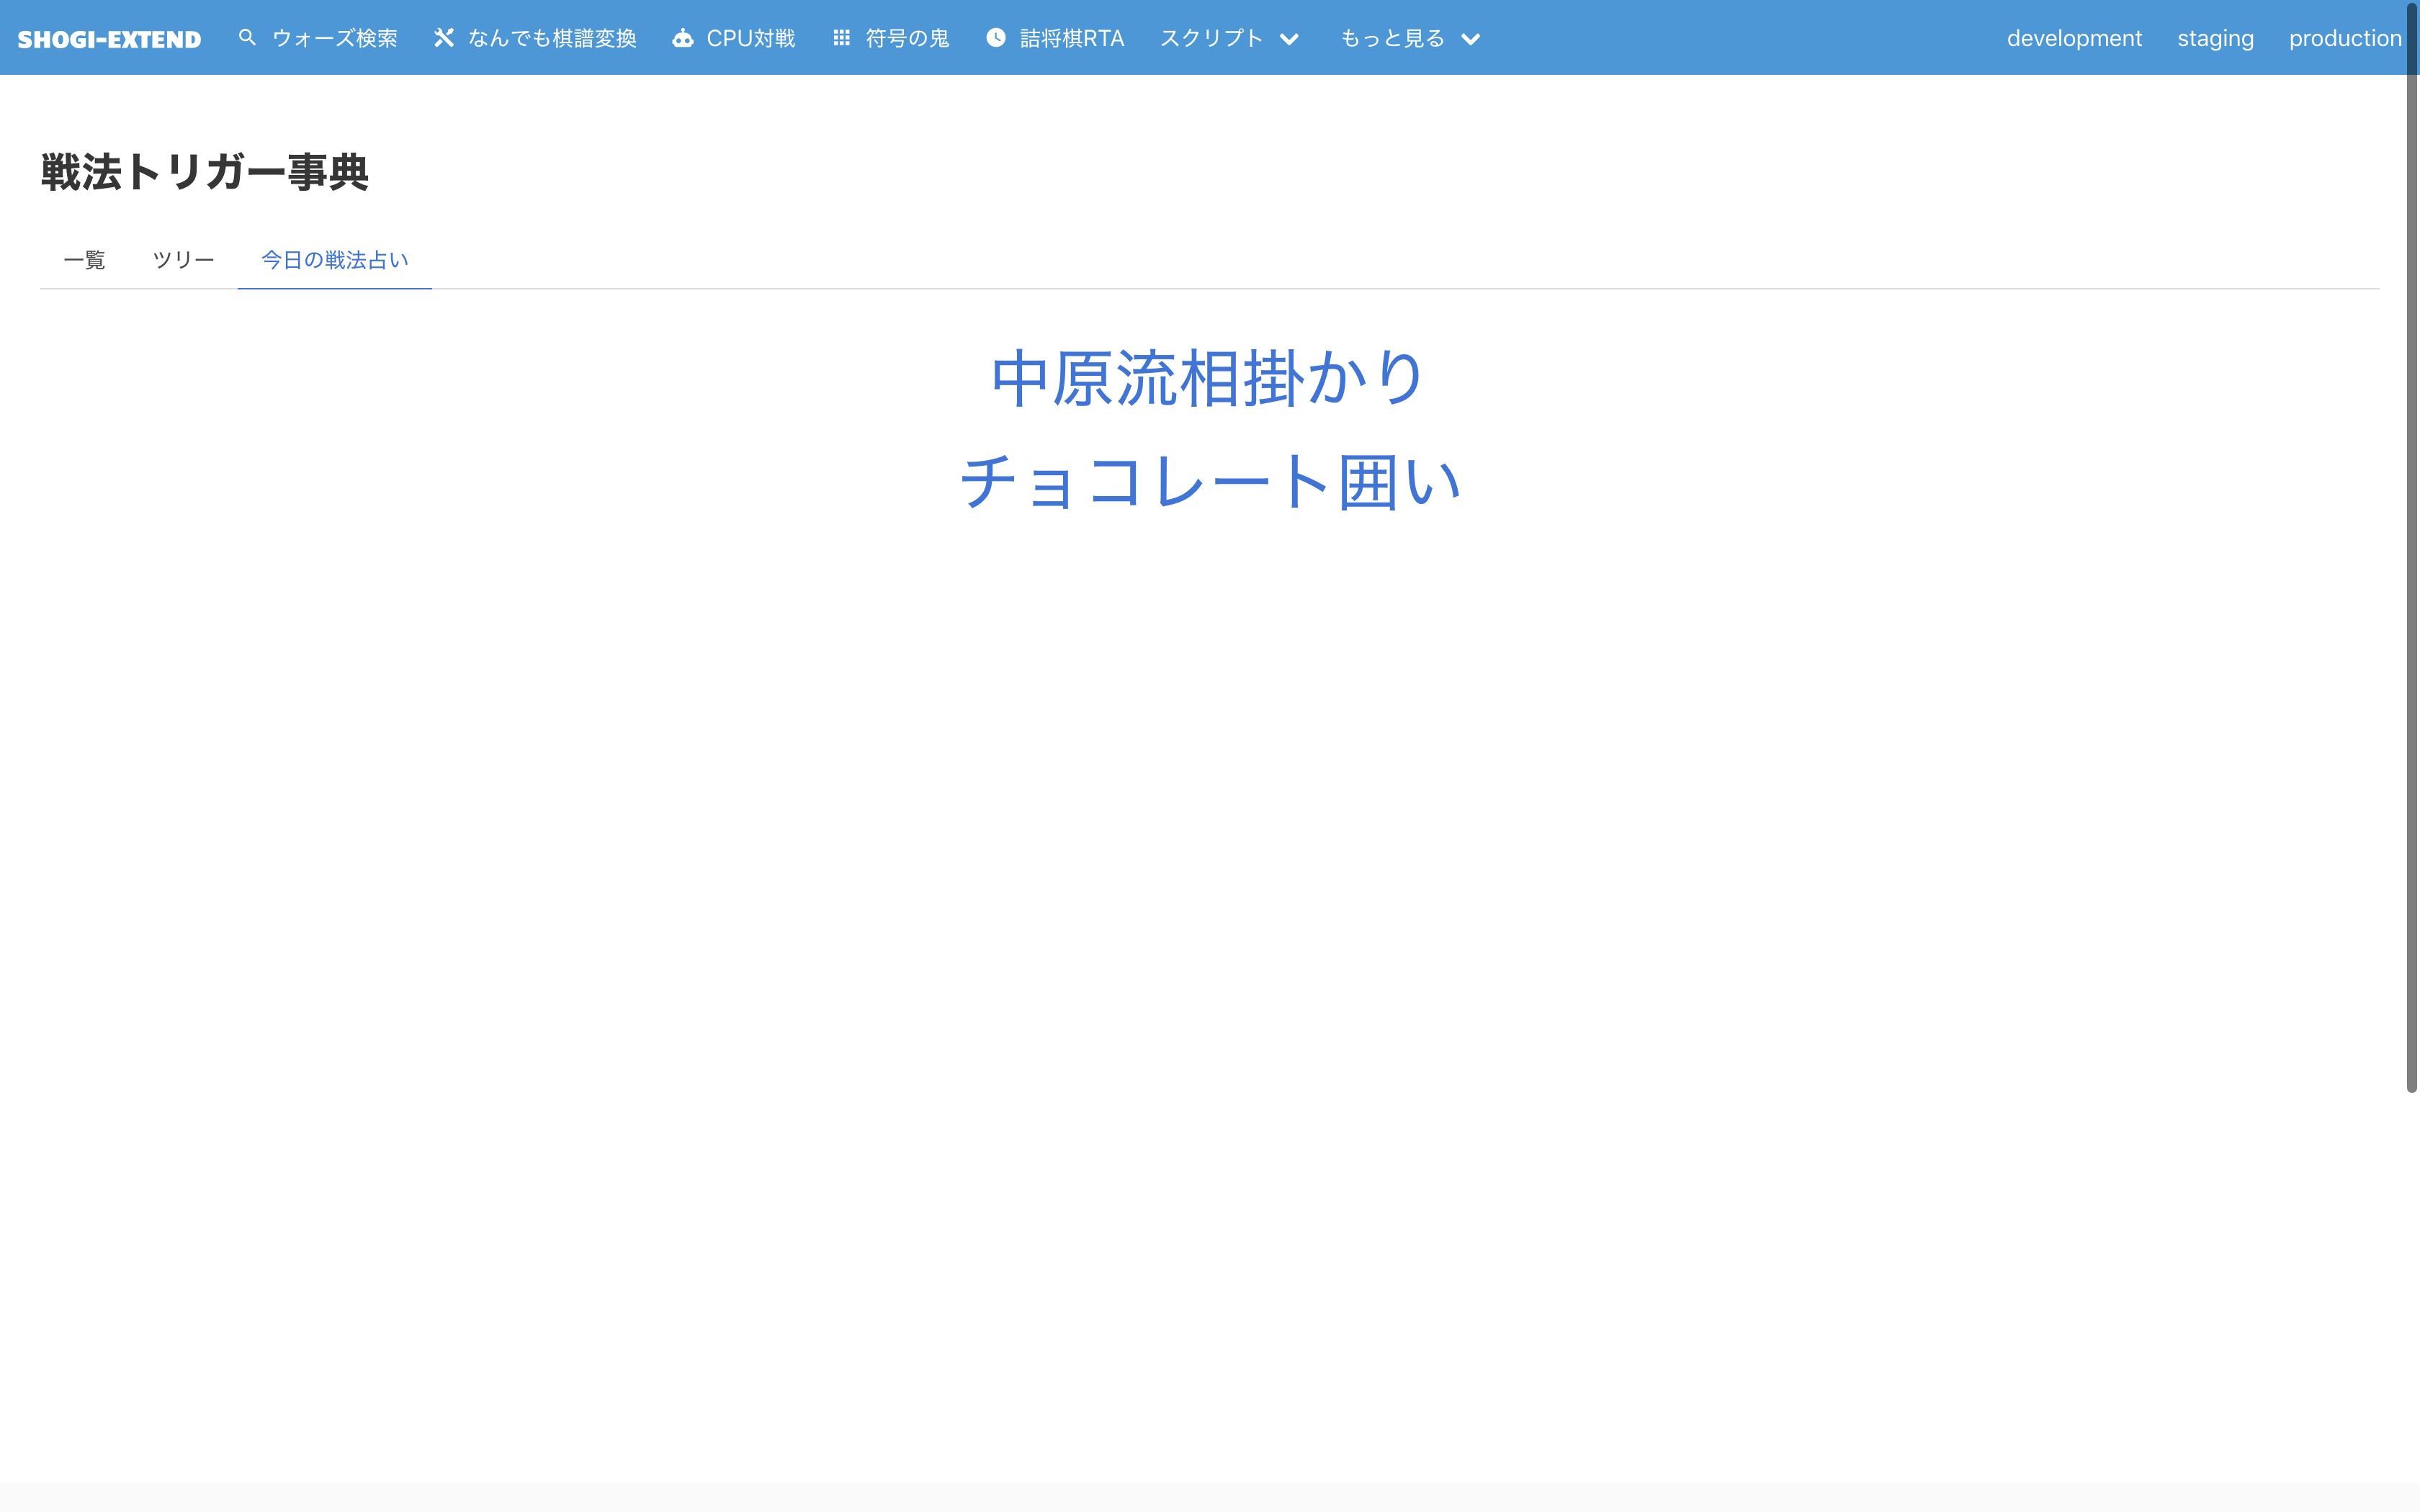 SHOGI-EXTEND ウォーズ検索 なんでも棋譜変換 CPU対戦 符号の鬼 詰将棋RTA スクリプト もっと見る development staging production
戦法トリガー事典
一覧 ツリー 今日の戦法占い
中原流相掛かり
チョコレート囲い